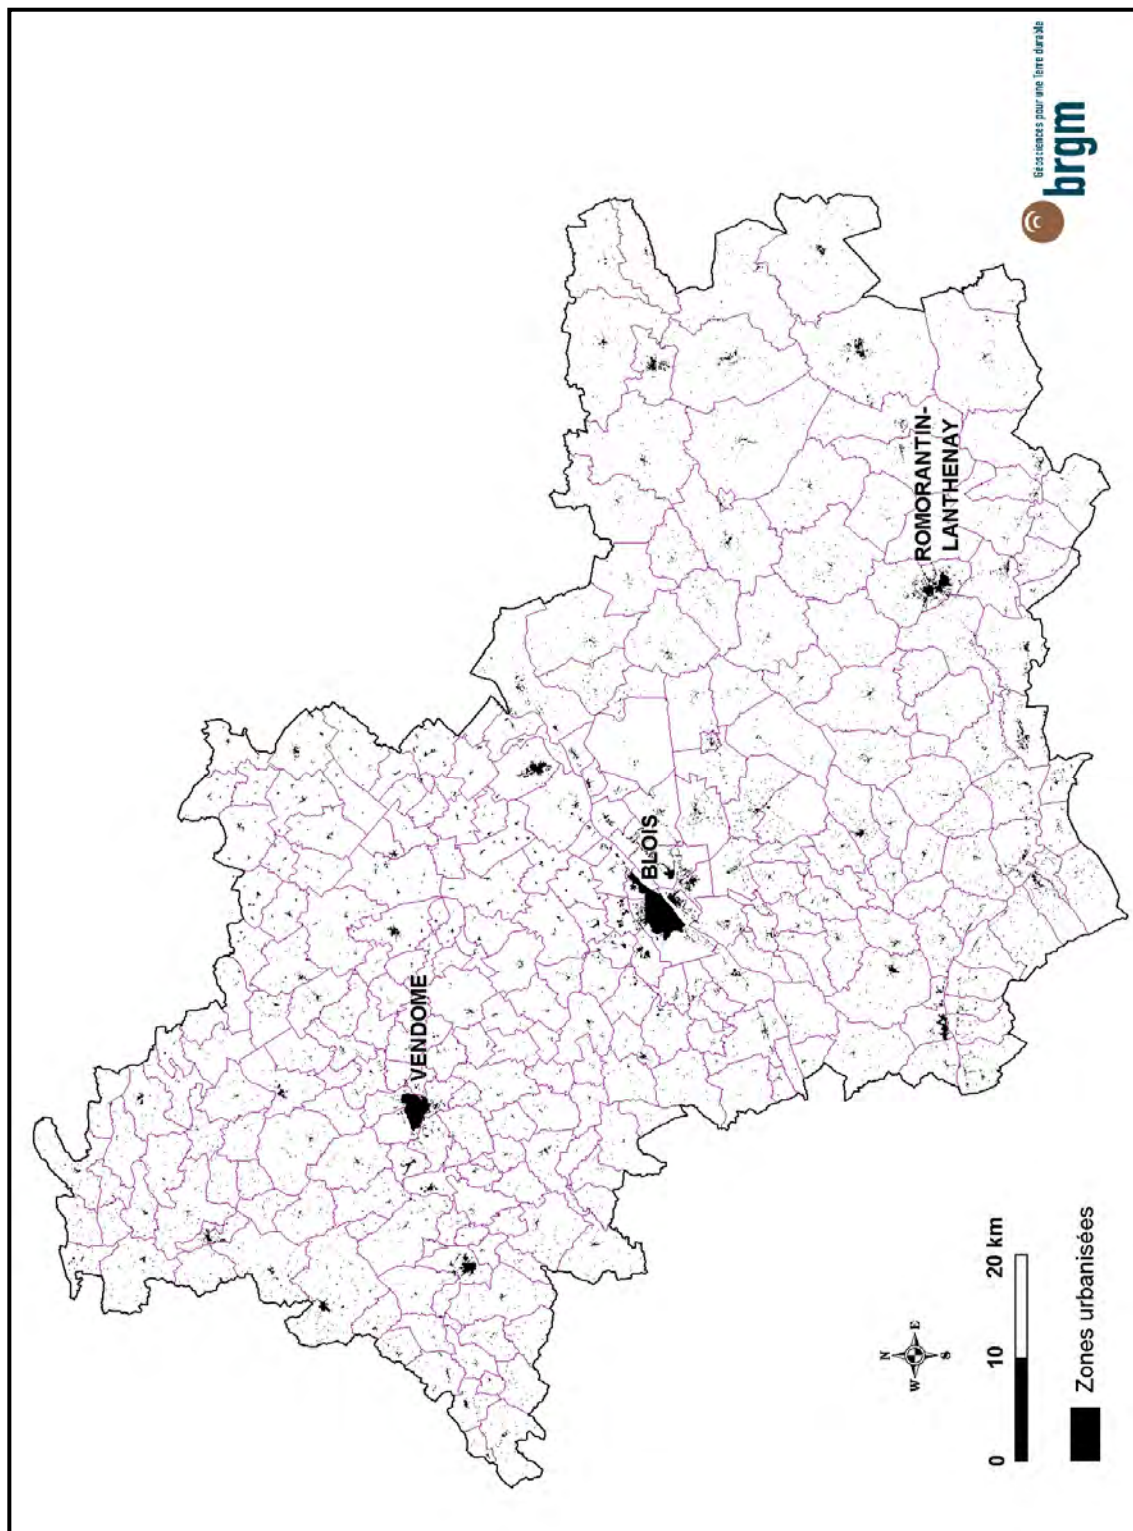 Géosciences pour une Terre durable
brgm
ROMORANTIN-
LANTHENAY
BLOIS
VENDOME
N
W
E
S
0
10
20 km
Zones urbanisées